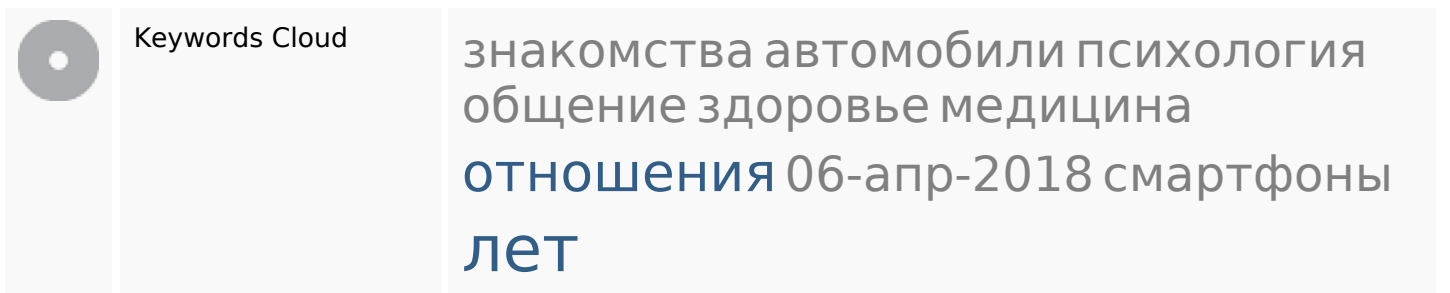 Keywords Cloud
знакомства автомобили психология
общение здоровье медицина
отношения 06-апр-2018 смартфоны
лет